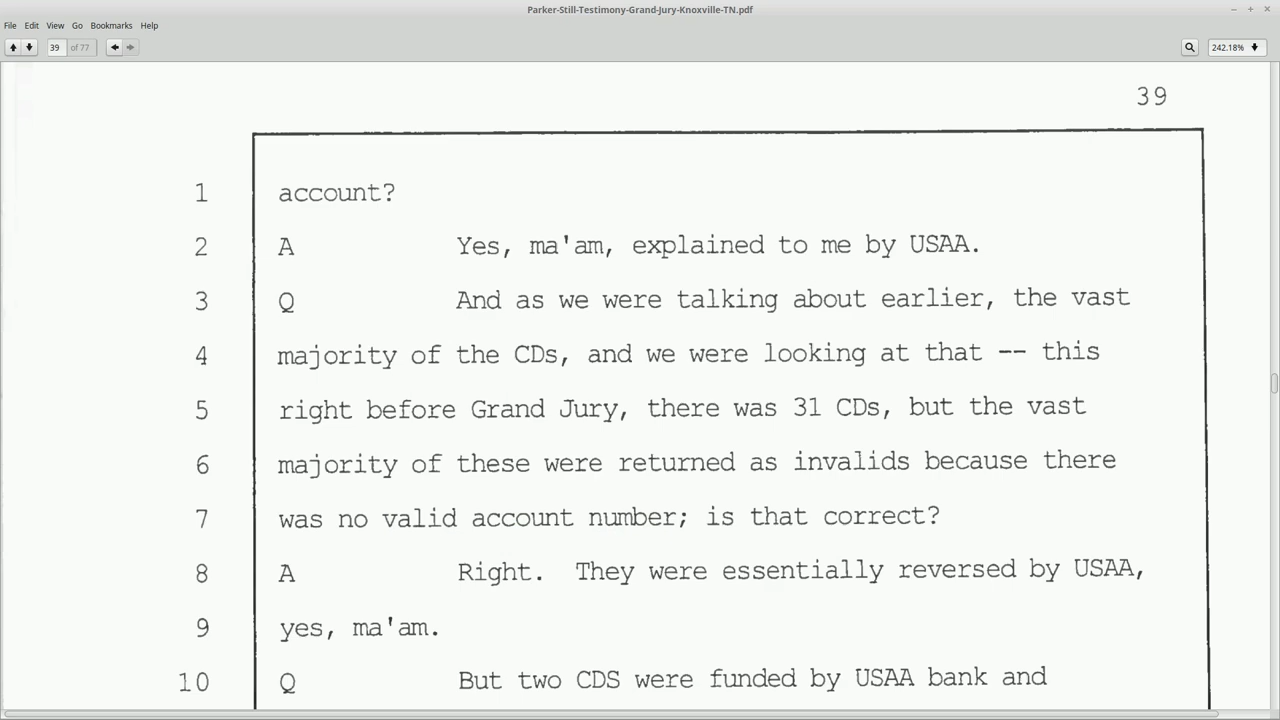 Parker-Still-Testimony-Grand-Jury-Knoxville-TN.pdf
File Edit View Go Bookmarks Help
39 of 77 242.18%
39
1 account?
2 A Yes, ma'am, explained to me by USAA.
3 Q And as we were talking about earlier, the vast
4 majority of the CDs, and we were looking at that -- this
5 right before Grand Jury, there was 31 CDs, but the vast
6 majority of these were returned as invalids because there
7 was no valid account number; is that correct?
8 A Right. They were essentially reversed by USAA,
9 yes, ma'am.
10 Q But two CDS were funded by USAA bank and